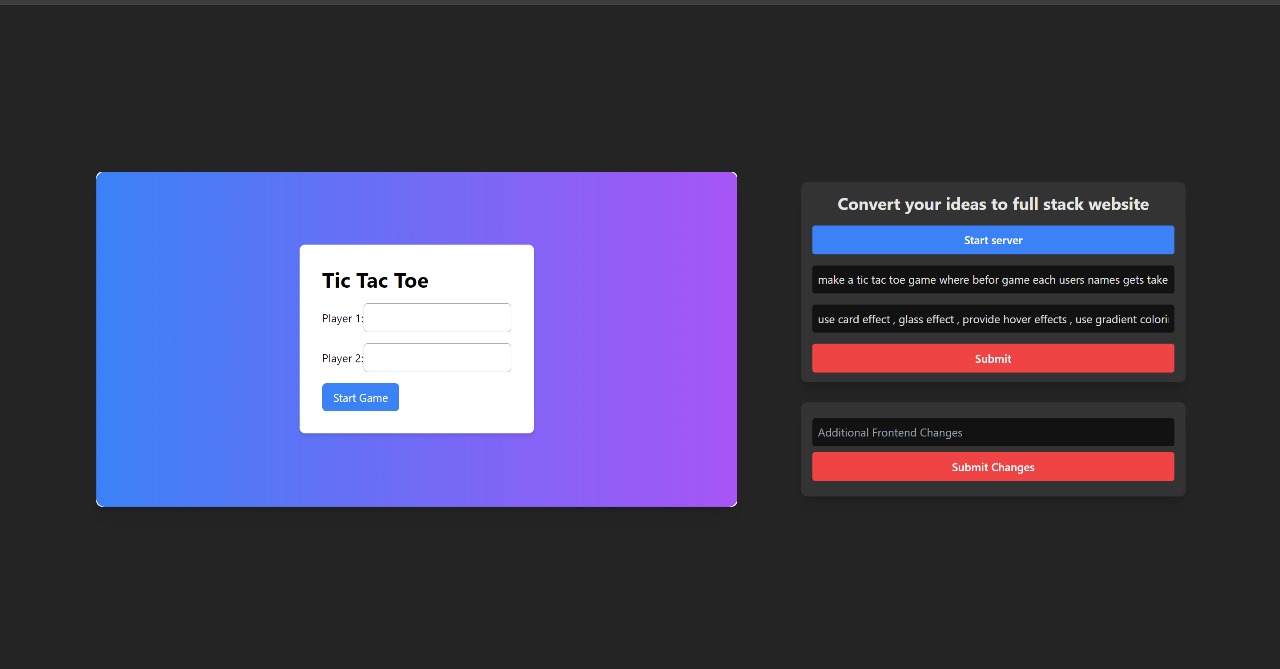 Tic Tac Toe
Player 1:
Player 2:
Start Game
Convert your ideas to full stack website
Start server
make a tic tac toe game where befor game each users names gets take
use card effect , glass effect , provide hover effects , use gradient colori
Submit
Additional Frontend Changes
Submit Changes